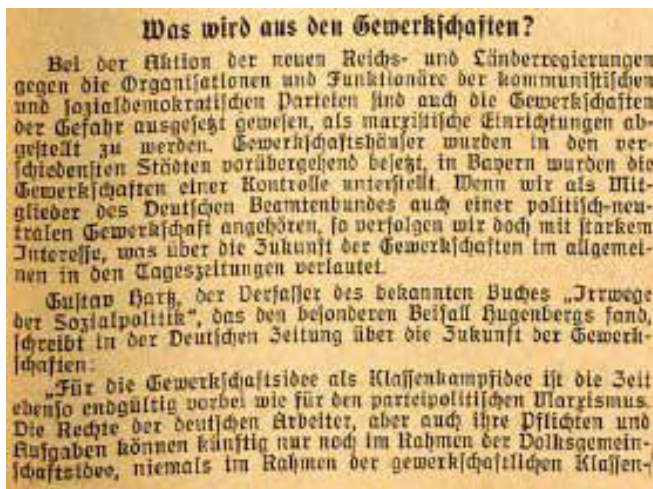 Was wird aus den Gewerkschaften?
Bei der Aktion der neuen Reichs- und Länderregierungen
gegen die Organisationen und Funktionäre der kommunistischen
und sozialdemokratischen Parteien sind auch die Gewerkschaften
der Gefahr ausgesetzt gewesen, als marxistische Einrichtungen ab-
gestellt zu werden. Gewerkschaftshäuser wurden in den ver-
schiedensten Städten vorübergehend besetzt, in Bayern wurden die
Gewerkschaften einer Kontrolle unterstellt. Wenn wir als Mit-
glieder des Deutschen Beamtenbundes auch einer politisch-neu-
tralen Gewerkschaft angehören, so verfolgen wir doch mit starkem
Interesse, was über die Zukunft der Gewerkschaften im allgemei-
nen in den Tageszeitungen verlautet.
Gustav Hartz, der Verfasser des bekannten Buches „Irrwege
der Sozialpolitik“, das den besonderen Beifall Hugenbergs fand,
schreibt in der Deutschen Zeitung über die Zukunft der Gewerk-
schaften:
„Für die Gewerkschaftsidee als Klassenkampfidee ist die Zeit
ebenso endgültig vorbei wie für den parteipolitischen Marxismus.
Die Rechte der deutschen Arbeiter, aber auch ihre Pflichten und
Aufgaben können künftig nur noch im Rahmen der Volksgemein-
schaftsidee, niemals im Rahmen der gewerkschaftlichen Klassen-